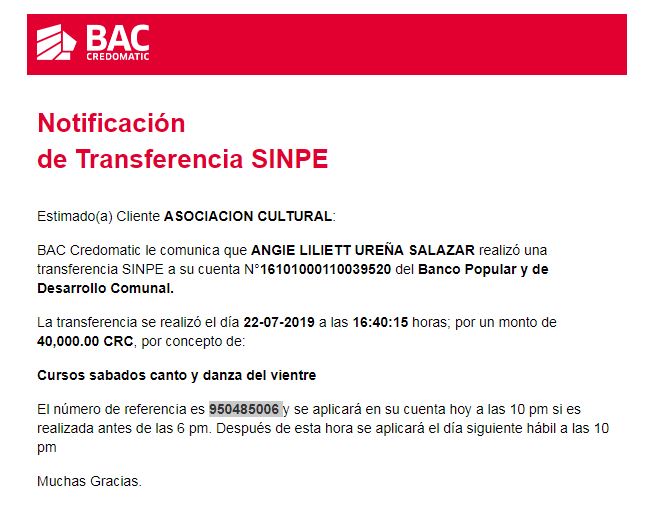 BAC
CREDOMATIC
Notificación
de Transferencia SINPE
Estimado(a) Cliente ASOCIACION CULTURAL:
BAC Credomatic le comunica que ANGIE LILIETT UREÑA SALAZAR realizó una
transferencia SINPE a su cuenta N°16101000110039520 del Banco Popular y de
Desarrollo Comunal.
La transferencia se realizó el día 22-07-2019 a las 16:40:15 horas; por un monto de
40,000.00 CRC, por concepto de:
Cursos sabados canto y danza del vientre
El número de referencia es 950485006 y se aplicará en su cuenta hoy a las 10 pm si es
realizada antes de las 6 pm. Después de esta hora se aplicará el día siguiente hábil a las 10
pm
Muchas Gracias.